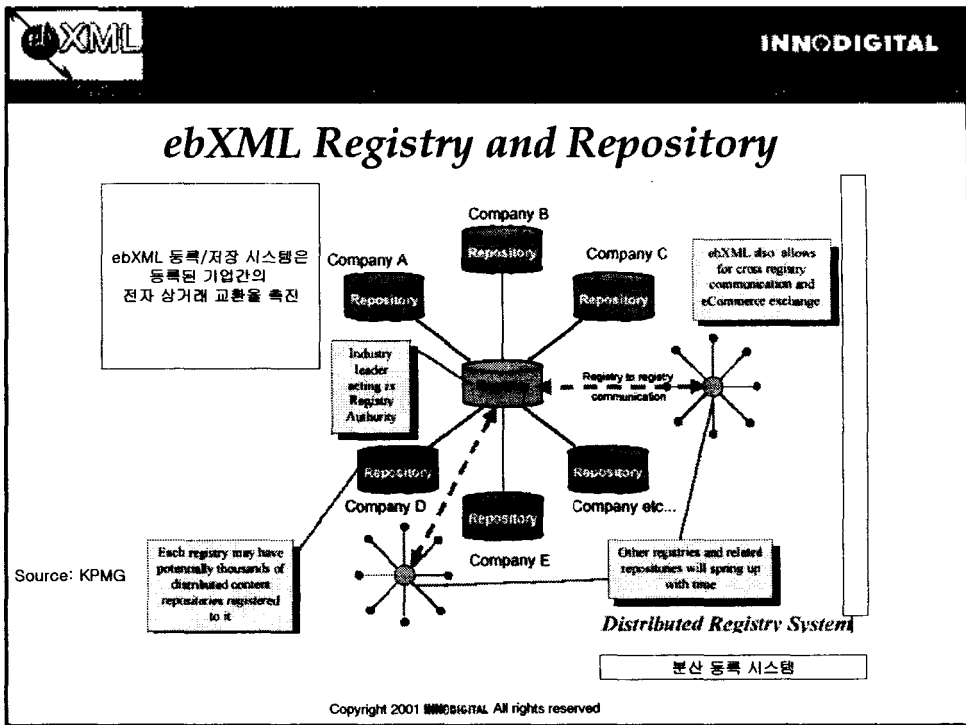 ebXML
INNODIGITAL
ebXML Registry and Repository
ebXML 등록/저장 시스템은
등록된 기업간의
전자 상거래 교환을 촉진
Company B
Repository
Company A
Repository
Company C
Repository
ebXML also allows
for cross registry
communication and
eCommerce exchange
Industry
leader
acting as
Registry
Authority
Registry to registry
communication
Repository
Company D
Repository
Company E
Repository
Company etc...
Source: KPMG
Each registry may have
potentially thousands of
distributed content
repositories registered
to it
Other registries and related
repositories will spring up
with time
Distributed Registry System
분산 등록 시스템
Copyright 2001 INNODIGITAL All rights reserved